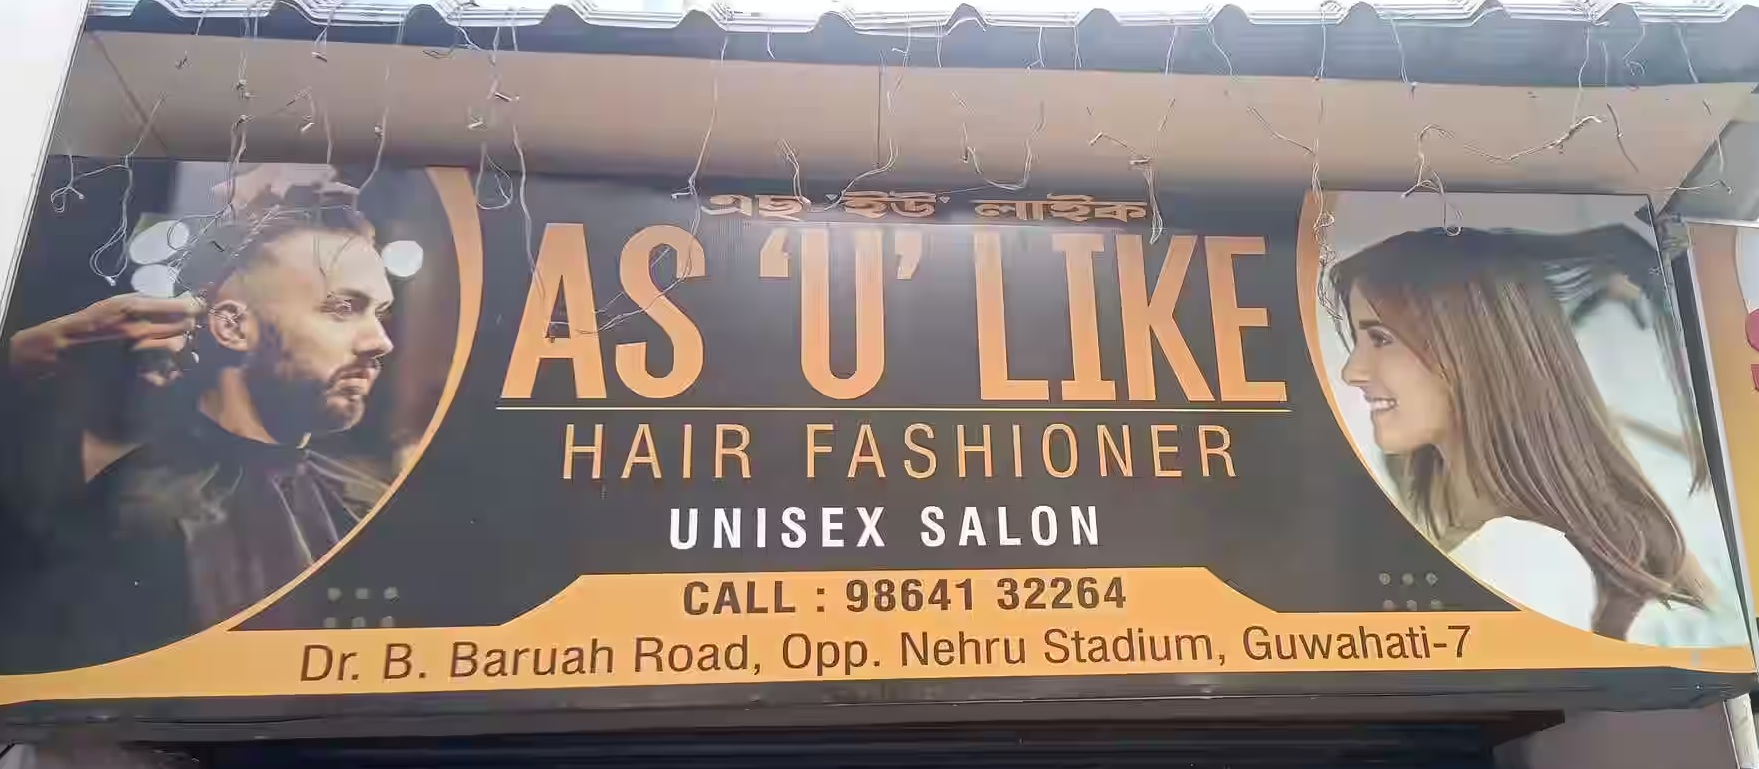 এছ 'ইউ' লাইক
AS 'U' LIKE
HAIR FASHIONER
UNISEX SALON
CALL : 98641 32264
Dr. B. Baruah Road, Opp. Nehru Stadium, Guwahati-7